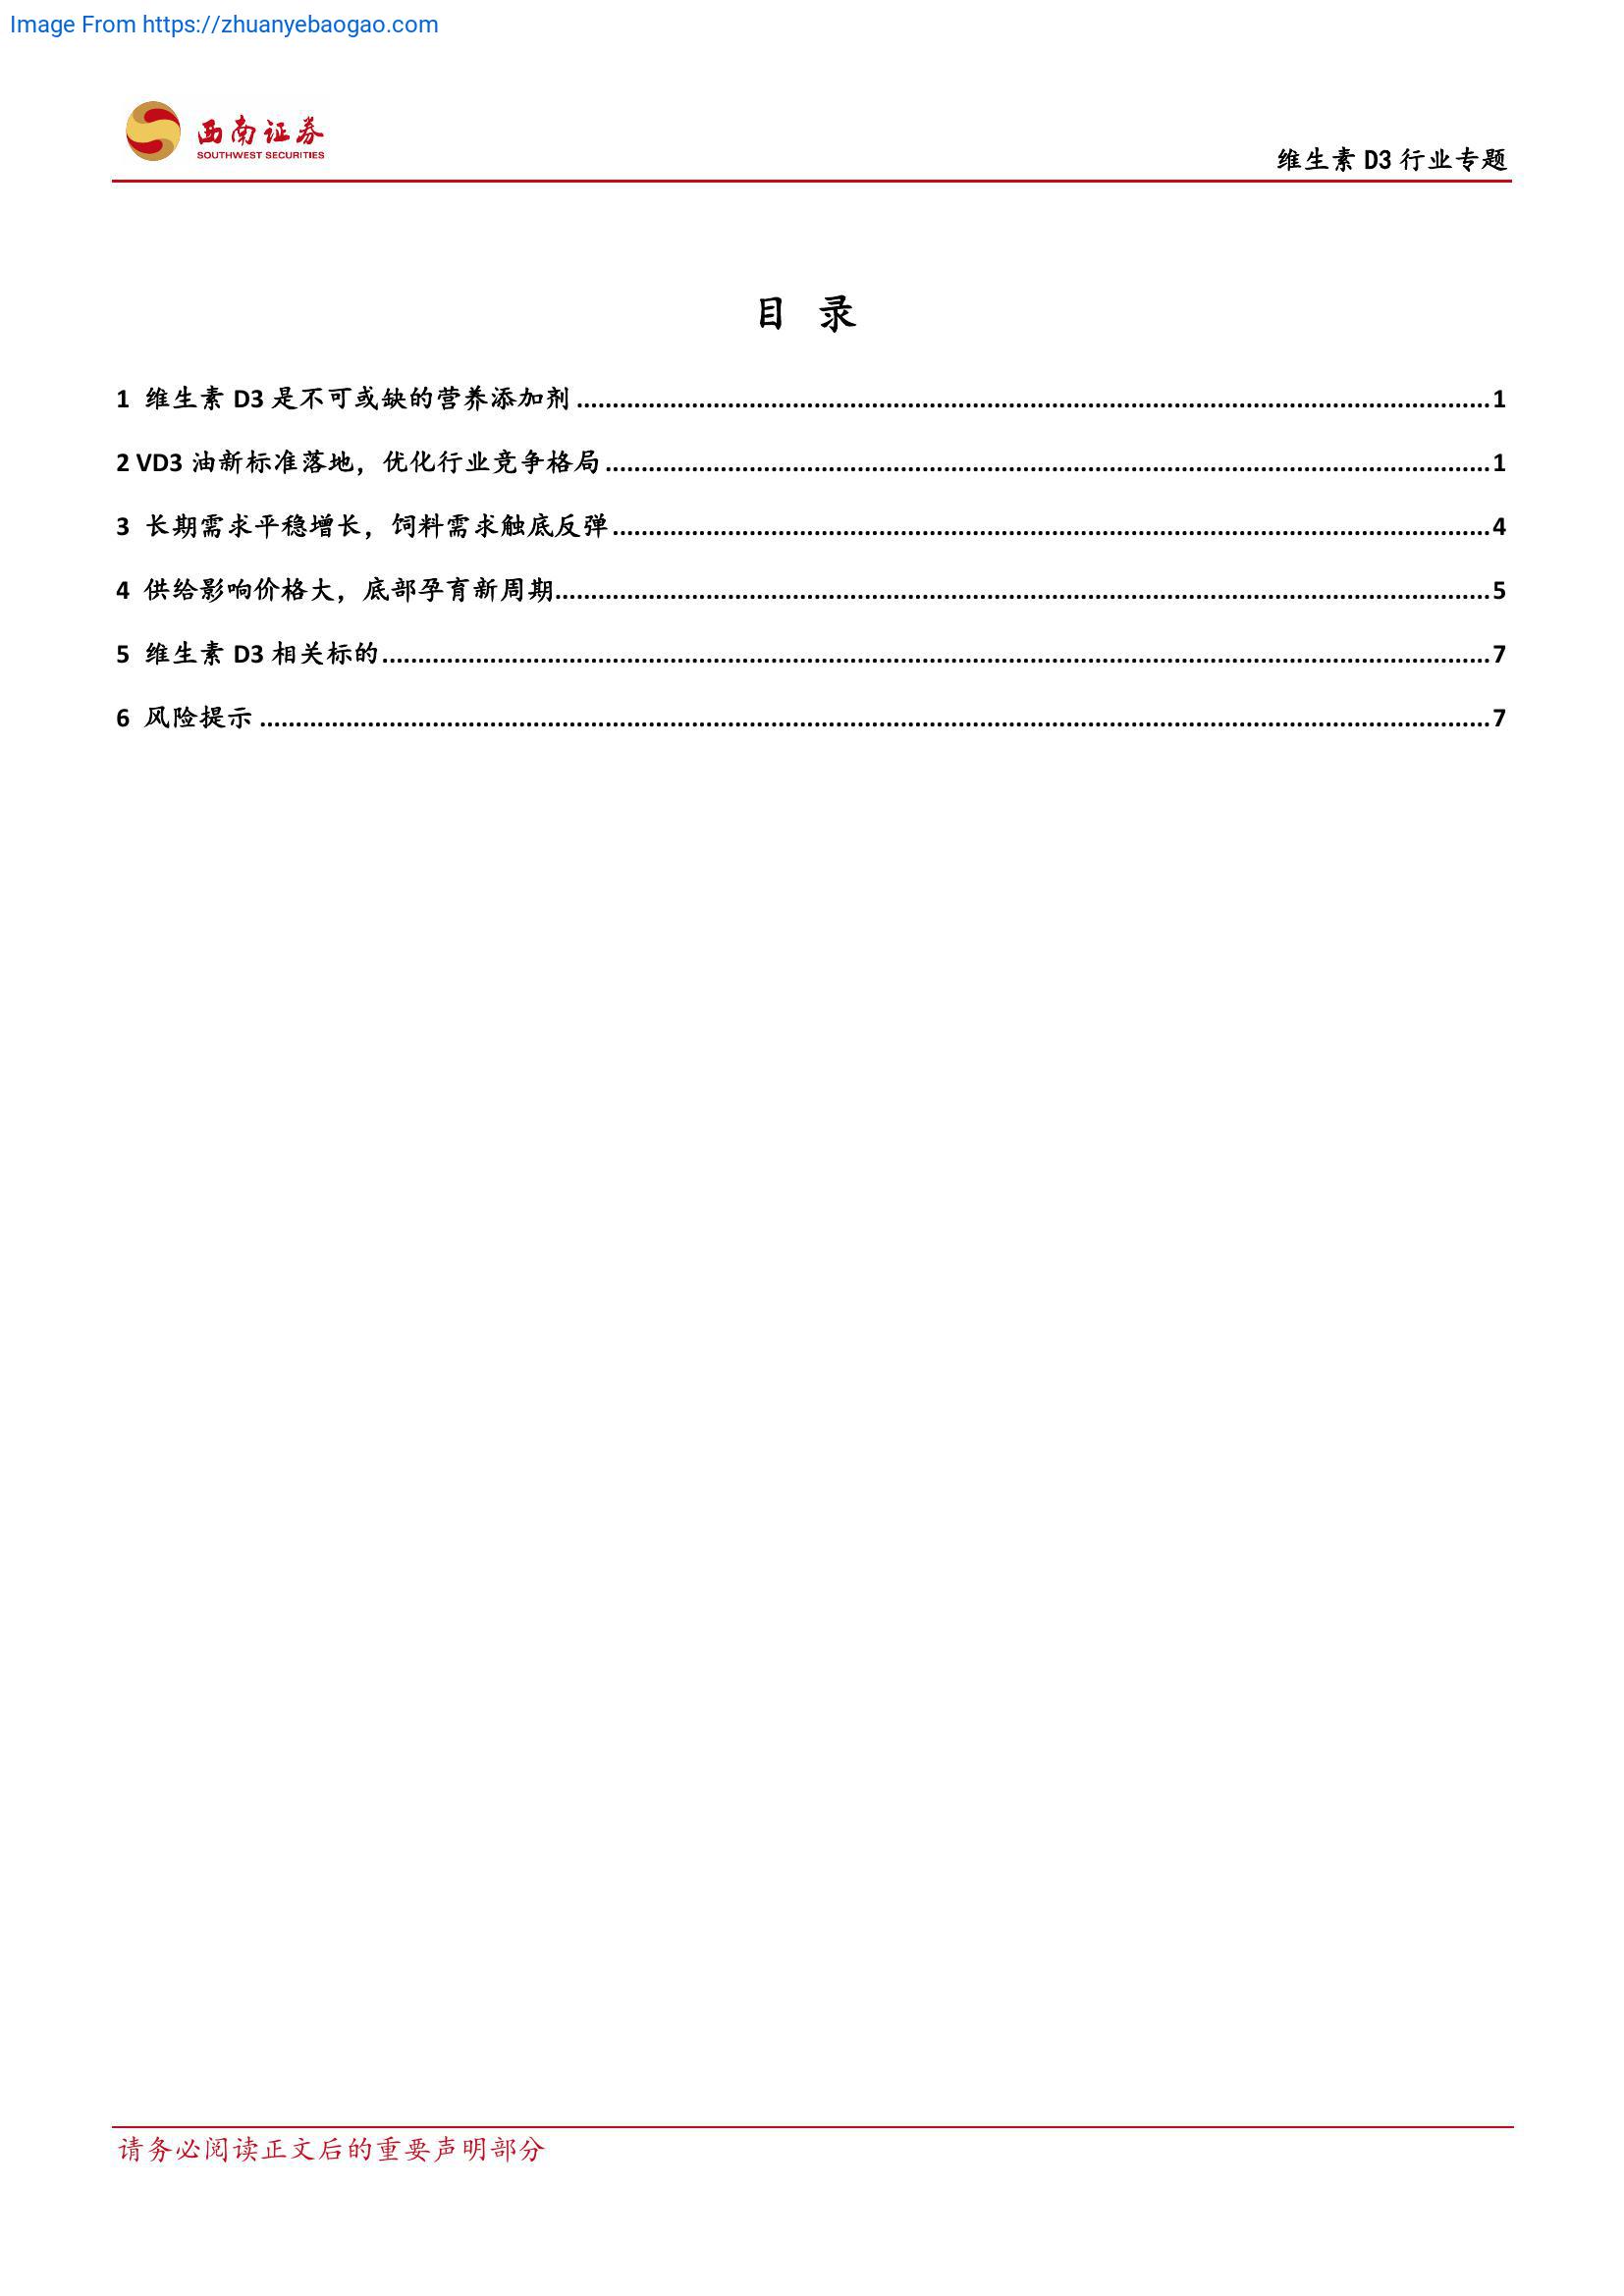 Image From https://zhuanyebaogao.com
西南证券
SOUTHWEST SECURITIES
维生素 D3 行业专题
目 录
1 维生素 D3 是不可或缺的营养添加剂 ........................................................................ 1
2 VD3 油新标准落地，优化行业竞争格局 ........................................................................ 1
3 长期需求平稳增长，饲料需求触底反弹 ........................................................................ 4
4 供给影响价格大，底部孕育新周期 ........................................................................ 5
5 维生素 D3 相关标的 ........................................................................ 7
6 风险提示 ........................................................................ 7
请务必阅读正文后的重要声明部分